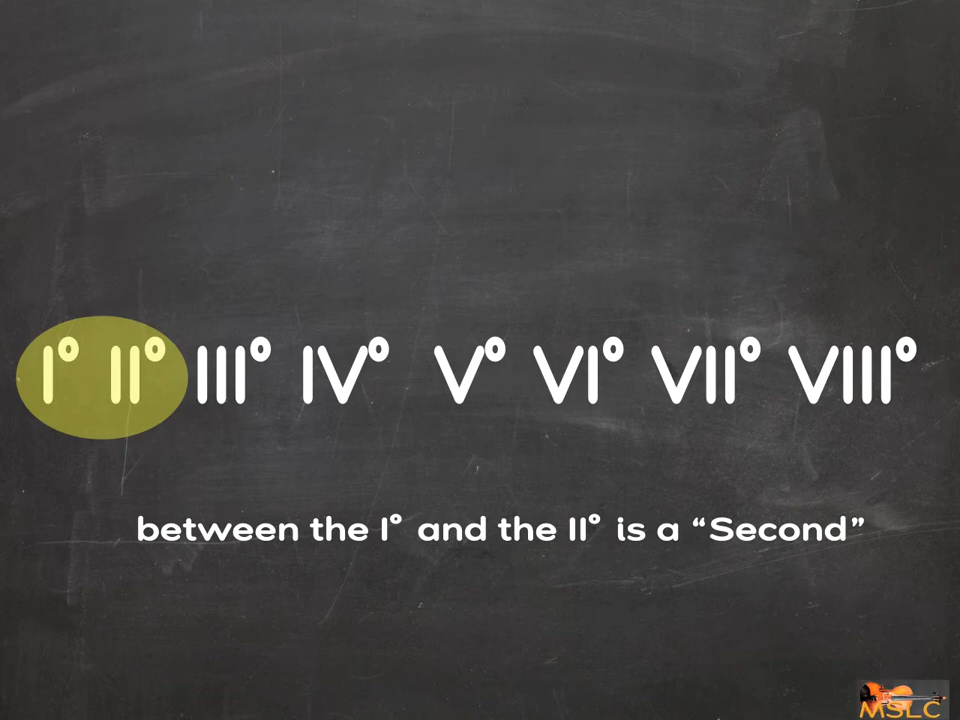 I° II° III° IV° V° VI° VII° VIII°
between the I° and the II° is a “Second”
MSLC